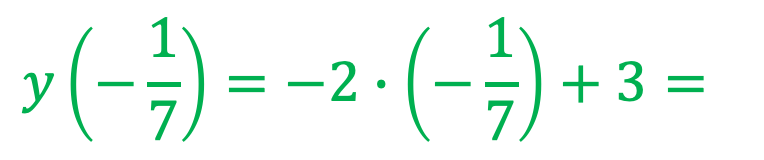 y(−1/7) = −2 · (−1/7) + 3 =